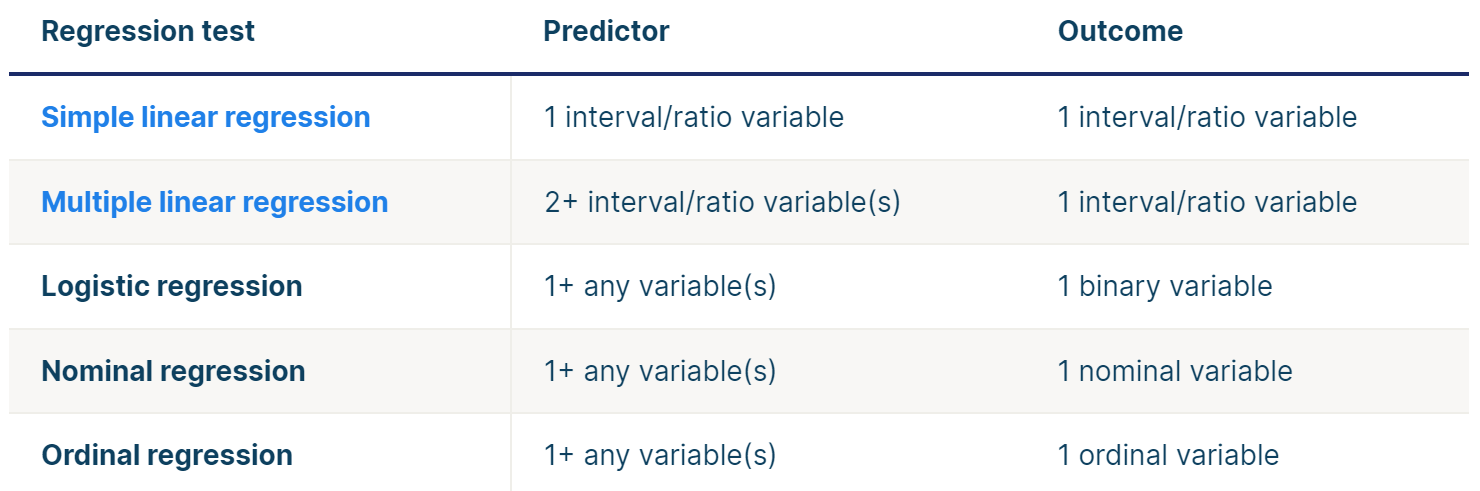 Regression test Predictor Outcome
Simple linear regression 1 interval/ratio variable 1 interval/ratio variable
Multiple linear regression 2+ interval/ratio variable(s) 1 interval/ratio variable
Logistic regression 1+ any variable(s) 1 binary variable
Nominal regression 1+ any variable(s) 1 nominal variable
Ordinal regression 1+ any variable(s) 1 ordinal variable